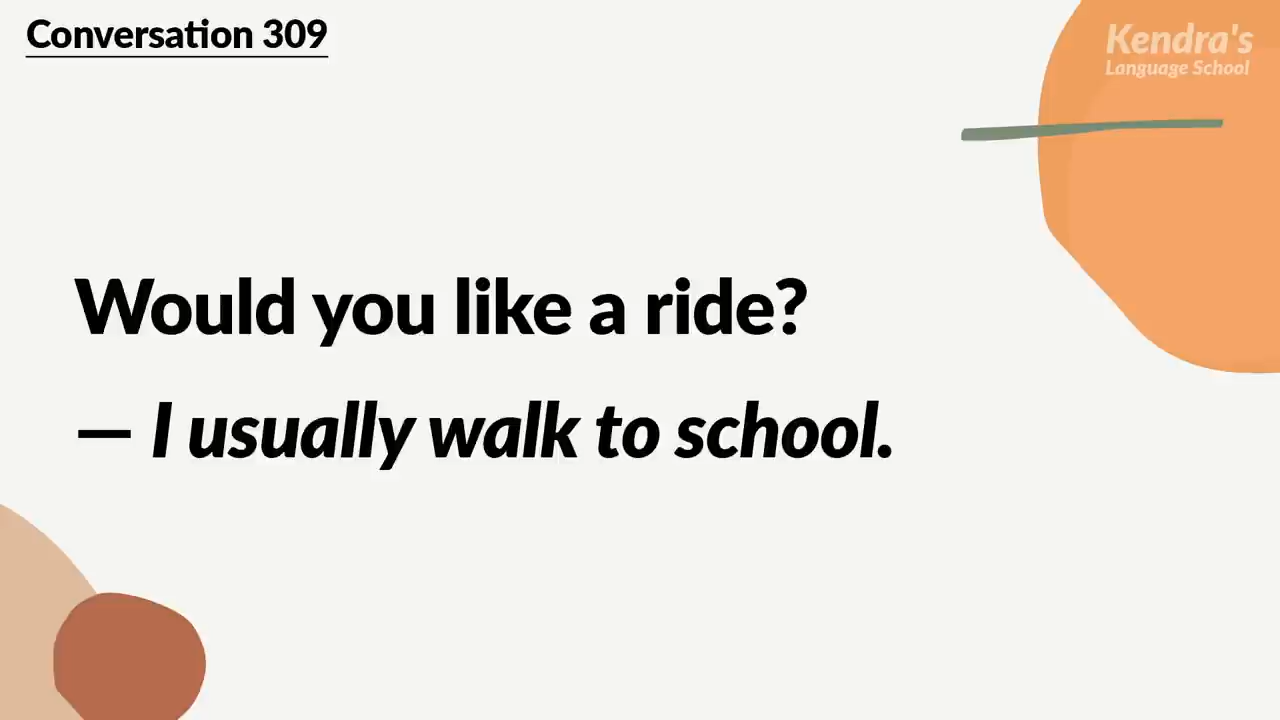 Conversation 309
Kendra's
Language School
Would you like a ride?
— I usually walk to school.